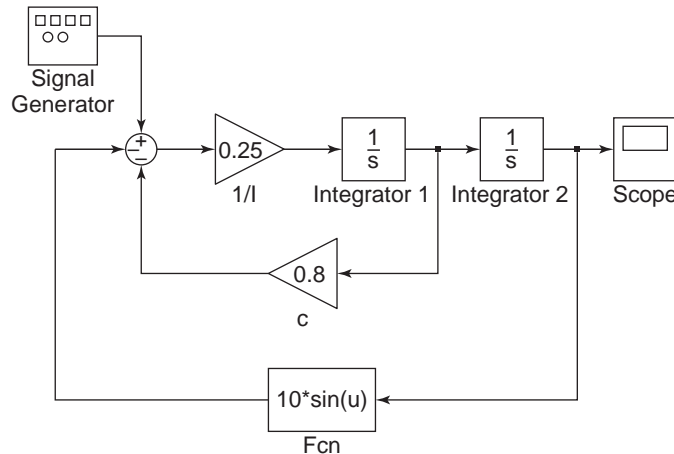 Signal
Generator
+
−
−
0.25
1/I
1
s
Integrator 1
1
s
Integrator 2
Scope
0.8
c
10*sin(u)
Fcn